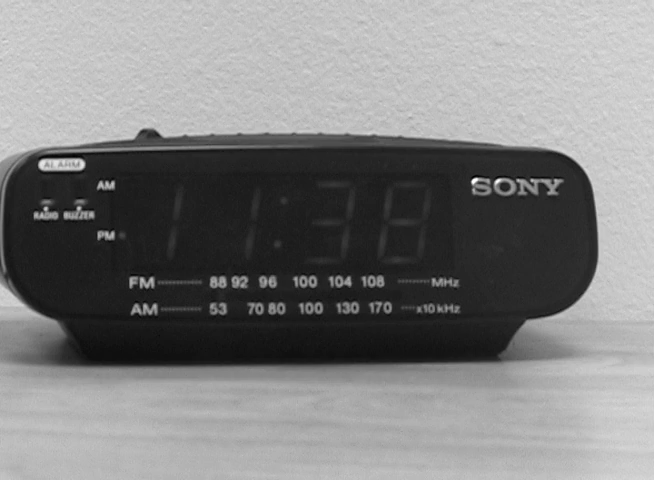 ALARM
AM
SONY
RADIO BUZZER
PM
11:38
FM 88 92 96 100 104 108 MHz
AM 53 70 80 100 130 170 x10 kHz